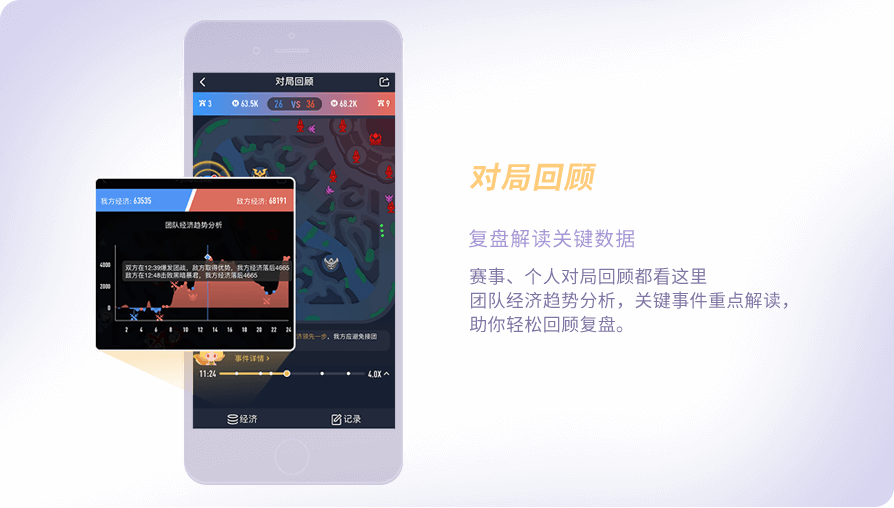 对局回顾
3 63.5K 26 VS 36 68.2K 9
我方经济: 63535 敌方经济: 68191
团队经济趋势分析
双方在12:39爆发团战，敌方取得优势，我方经济落后4665
敌方在12:48击败黑暗暴君，我方经济落后4665
4000
2000
0
2 4 6 8 10 12 14 16 18 20 22 24
济领先一步，我方应避免接团
事件详情 >
11:24 4.0X
经济 记录
对局回顾
复盘解读关键数据
赛事、个人对局回顾都看这里
团队经济趋势分析，关键事件重点解读，
助你轻松回顾复盘。